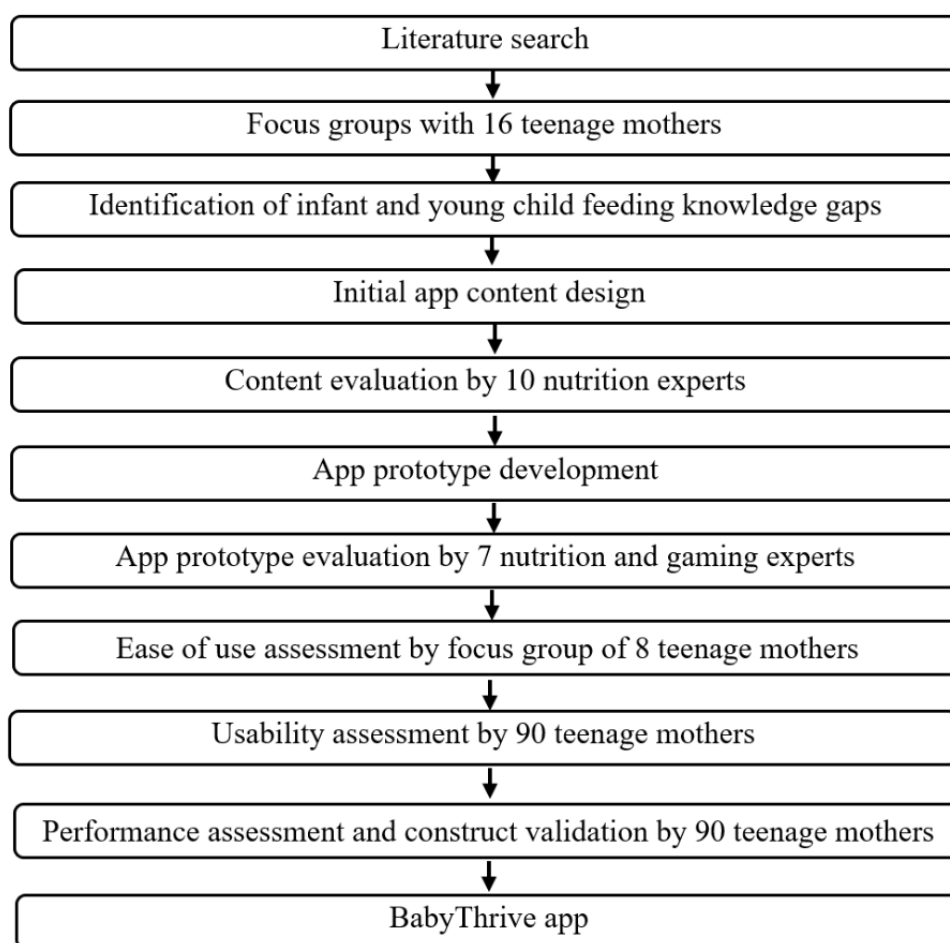 Literature search
Focus groups with 16 teenage mothers
Identification of infant and young child feeding knowledge gaps
Initial app content design
Content evaluation by 10 nutrition experts
App prototype development
App prototype evaluation by 7 nutrition and gaming experts
Ease of use assessment by focus group of 8 teenage mothers
Usability assessment by 90 teenage mothers
Performance assessment and construct validation by 90 teenage mothers
BabyThrive app